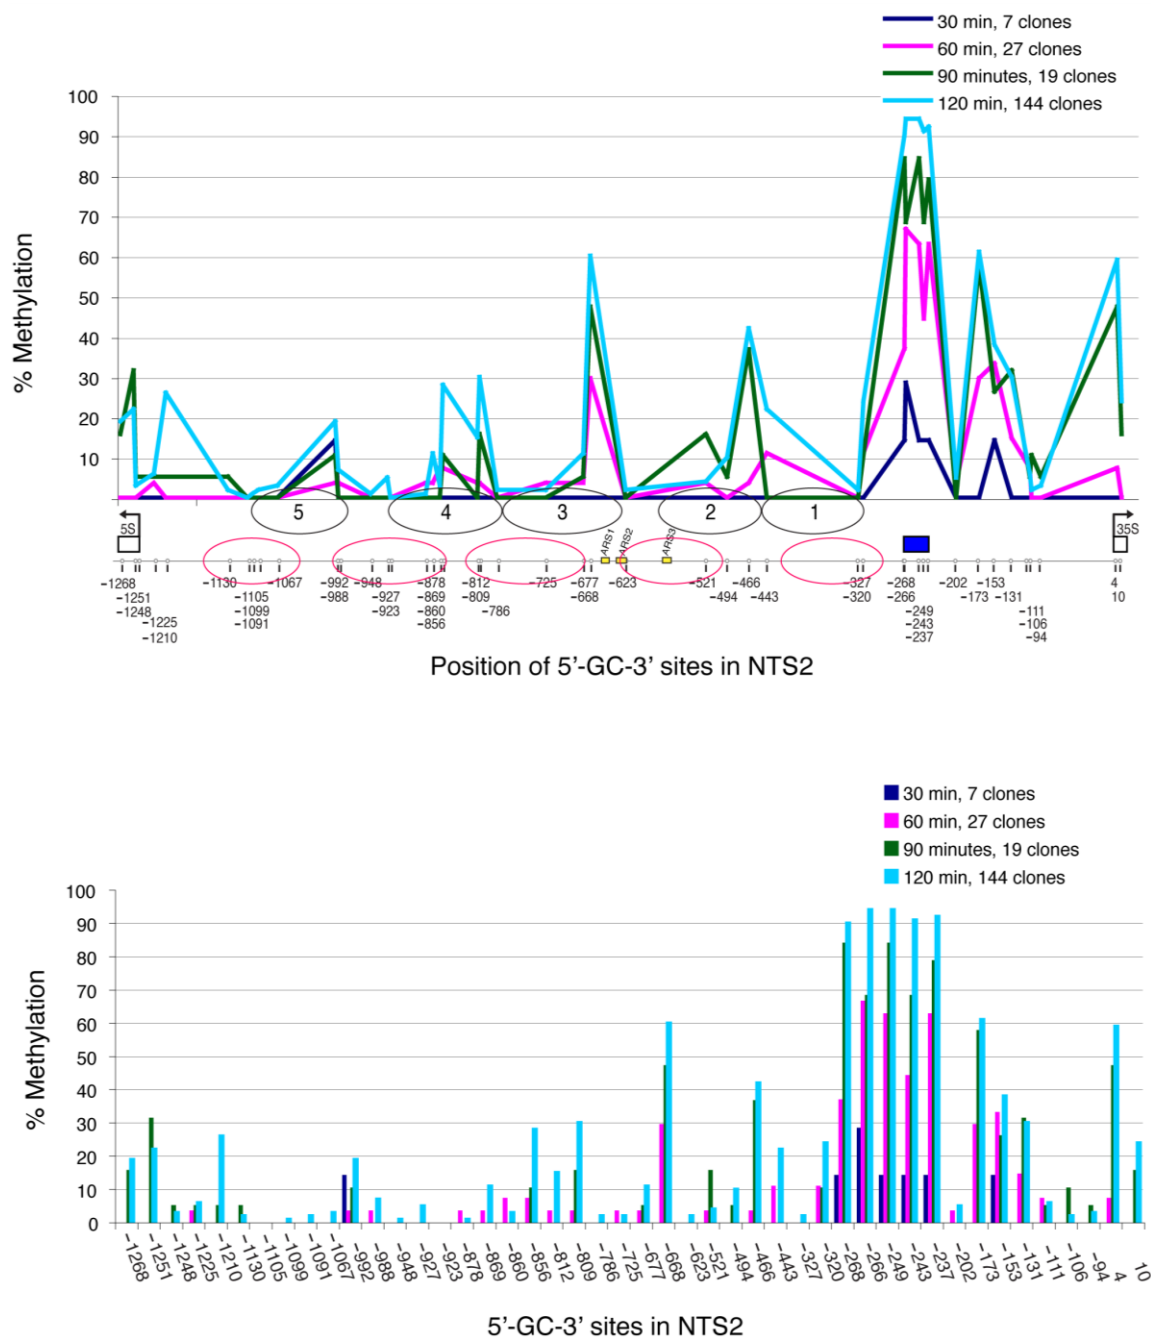 30 min, 7 clones
60 min, 27 clones
90 minutes, 19 clones
120 min, 144 clones
% Methylation
100
90
80
70
60
50
40
30
20
10
5 4 3 2 1
5S ARS1 ARS2 ARS3 35S
−1268 −1130 −1067 −992 −948 −878 −812 −725 −677 −623 −521 −466 −327 −268 −202 −153 4
−1251 −1105 −988 −927 −869 −809 −668 −494 −443 −320 −266 −173 −131 10
−1248 −1099 −923 −860 −786 −249 −111
−1225 −1091 −856 −243 −106
−1210 −237 −94
Position of 5’-GC-3’ sites in NTS2
30 min, 7 clones
60 min, 27 clones
90 minutes, 19 clones
120 min, 144 clones
% Methylation
100
90
80
70
60
50
40
30
20
10
0
−1268 −1251 −1248 −1225 −1210 −1130 −1105 −1099 −1091 −1067 −992 −988 −948 −927 −923 −878 −869 −860 −856 −812 −809 −786 −725 −677 −668 −623 −521 −494 −466 −443 −327 −320 −268 −266 −249 −243 −237 −202 −173 −153 −131 −111 −106 −94 4 10
5’-GC-3’ sites in NTS2